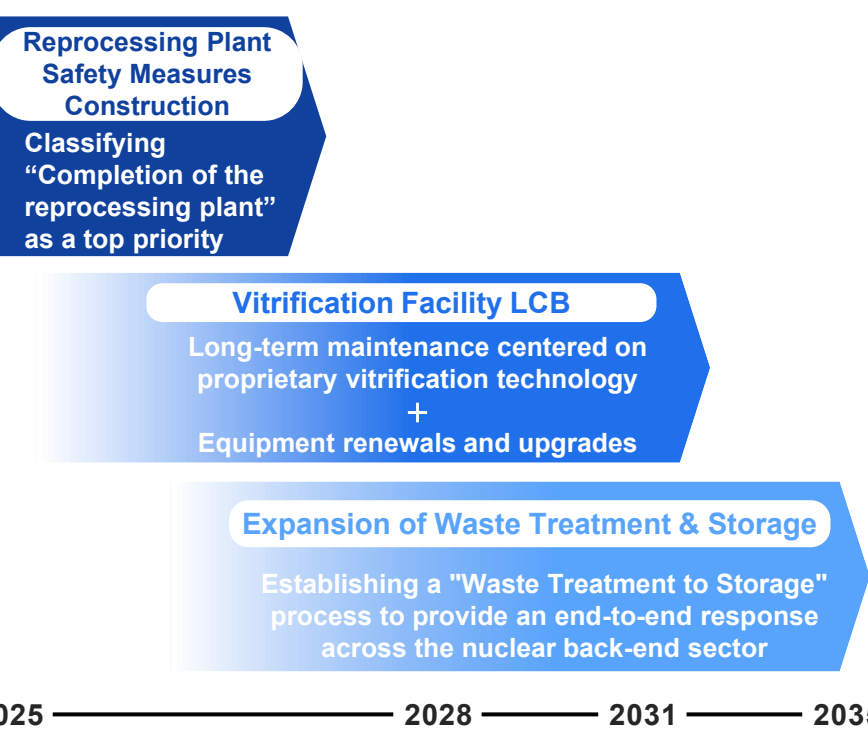 Reprocessing Plant
Safety Measures
Construction
Classifying
“Completion of the
reprocessing plant”
as a top priority
Vitrification Facility LCB
Long-term maintenance centered on
proprietary vitrification technology
+
Equipment renewals and upgrades
Expansion of Waste Treatment & Storage
Establishing a "Waste Treatment to Storage"
process to provide an end-to-end response
across the nuclear back-end sector
2025 2028 2031 2035